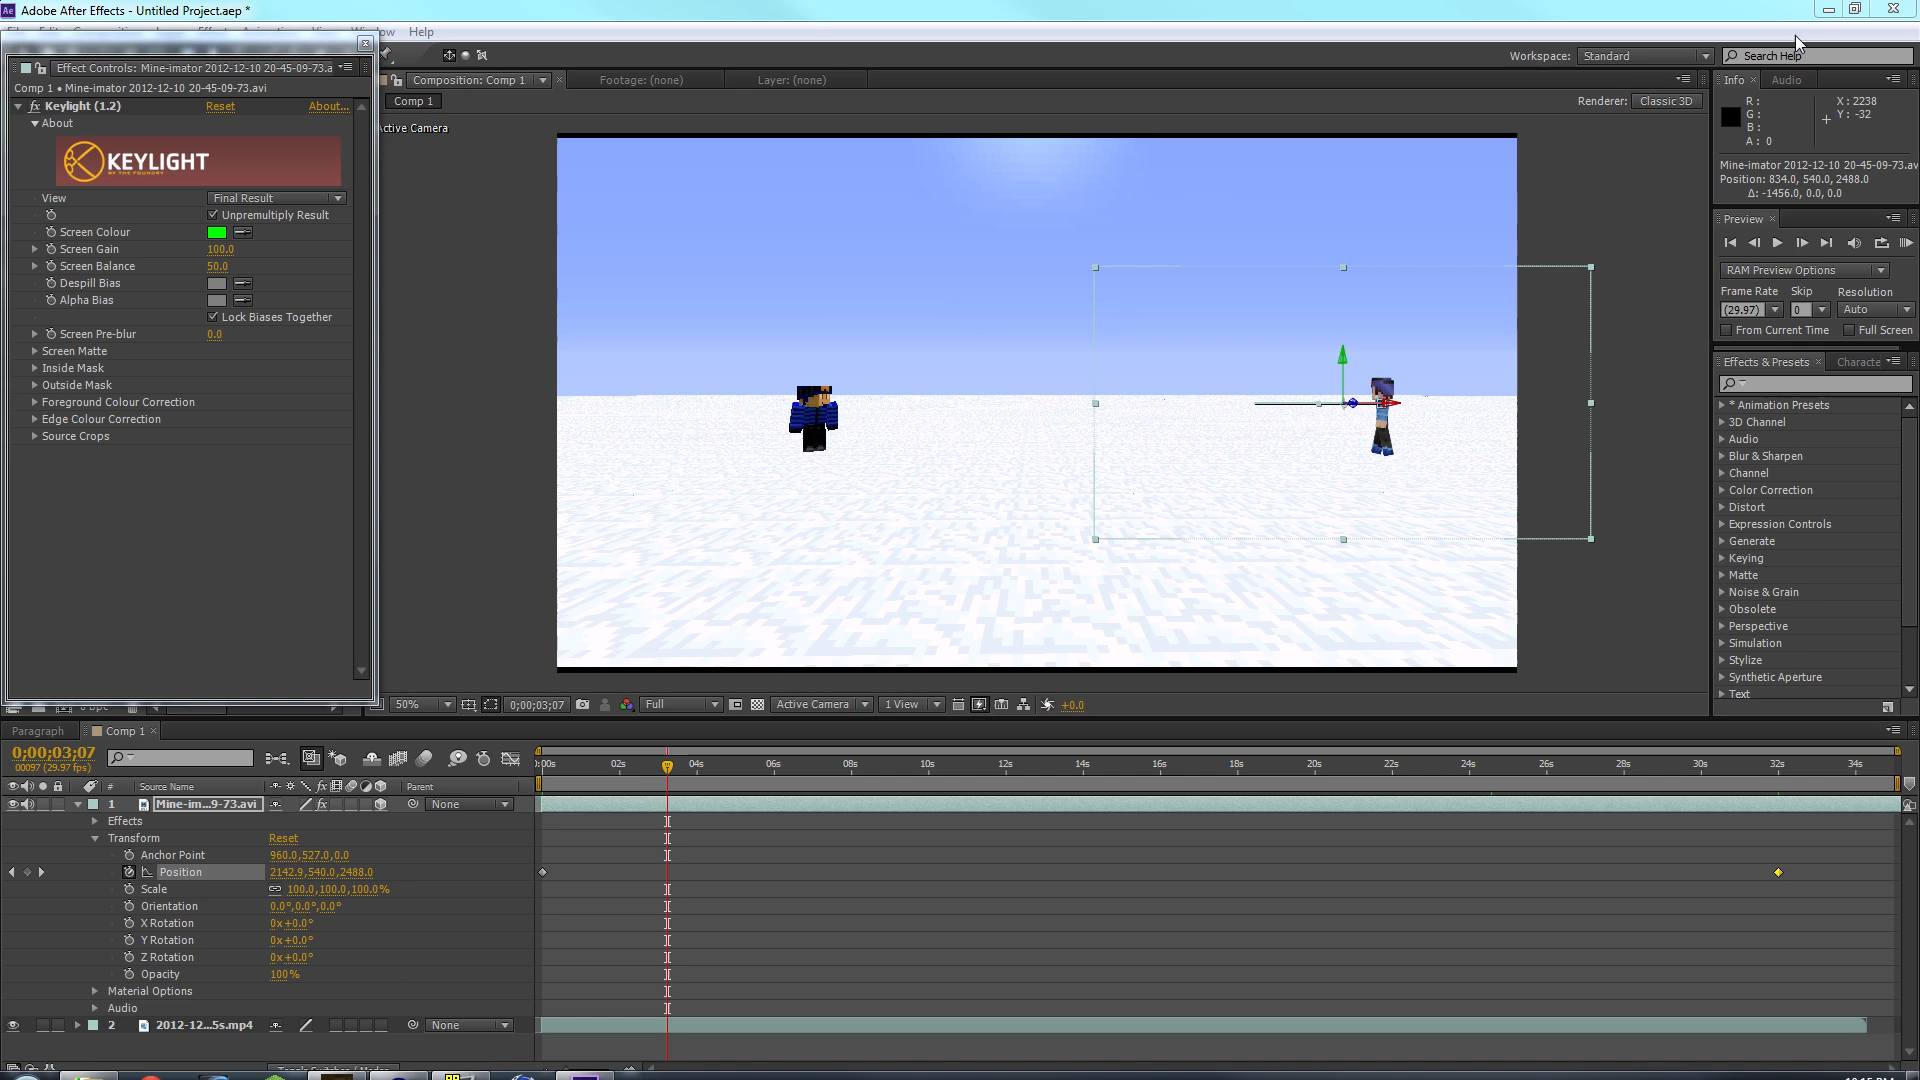 Adobe After Effects - Untitled Project.aep *
Window Help
Effect Controls: Mine-imator 2012-12-10 20-45-09-73.a
Comp 1 • Mine-imator 2012-12-10 20-45-09-73.avi
fx Keylight (1.2) Reset About...
About
KEYLIGHT
BY THE FOUNDRY
View Final Result
Unpremultiply Result
Screen Colour
Screen Gain 100.0
Screen Balance 50.0
Despill Bias
Alpha Bias
Lock Biases Together
Screen Pre-blur 0.0
Screen Matte
Inside Mask
Outside Mask
Foreground Colour Correction
Edge Colour Correction
Source Crops
Workspace: Standard Search Help
Composition: Comp 1 Footage: (none) Layer: (none)
Comp 1 Renderer: Classic 3D
Active Camera
50% 0;00;03;07 Full Active Camera 1 View +0.0
Info Audio
R : X : 2238
G : Y : -32
B :
A : 0
Mine-imator 2012-12-10 20-45-09-73.av
Position: 834.0, 540.0, 2488.0
Δ: -1456.0, 0.0, 0.0
Preview
RAM Preview Options
Frame Rate Skip Resolution
(29.97) 0 Auto
From Current Time Full Screen
Effects & Presets Characte
* Animation Presets
3D Channel
Audio
Blur & Sharpen
Channel
Color Correction
Distort
Expression Controls
Generate
Keying
Matte
Noise & Grain
Obsolete
Perspective
Simulation
Stylize
Synthetic Aperture
Text
Paragraph Comp 1
0;00;03;07
00097 (29.97 fps)
:00s 02s 04s 06s 08s 10s 12s 14s 16s 18s 20s 22s 24s 26s 28s 30s 32s 34s
# Source Name fx Parent
1 Mine-im...9-73.avi fx None
Effects
Transform Reset
Anchor Point 960.0,527.0,0.0
Position 2142.9,540.0,2488.0
Scale 100.0,100.0,100.0%
Orientation 0.0°,0.0°,0.0°
X Rotation 0x+0.0°
Y Rotation 0x+0.0°
Z Rotation 0x+0.0°
Opacity 100%
Material Options
Audio
2 2012-12...5s.mp4 None